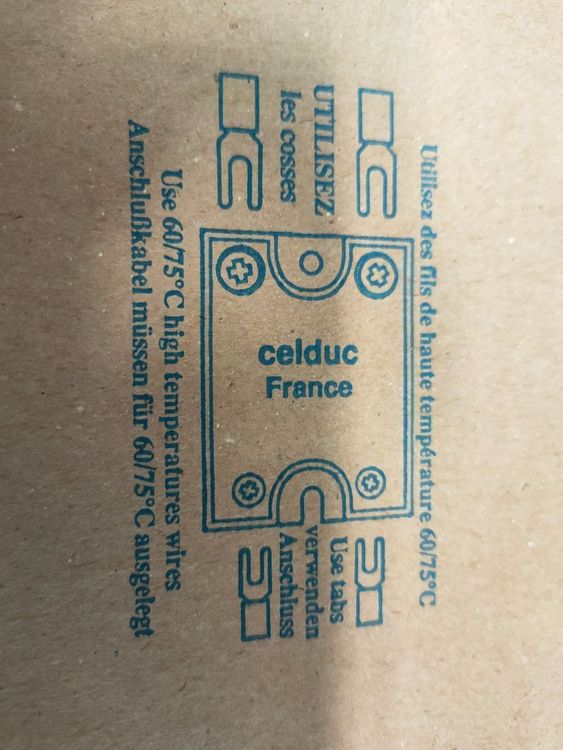 Utilisez des fils de haute température 60/75°C
UTILISEZ
les cosses
celduc
France
Use tabs
verwenden
Anschluss
Use 60/75°C high temperatures wires
Anschlußkabel müssen für 60/75°C ausgelegt